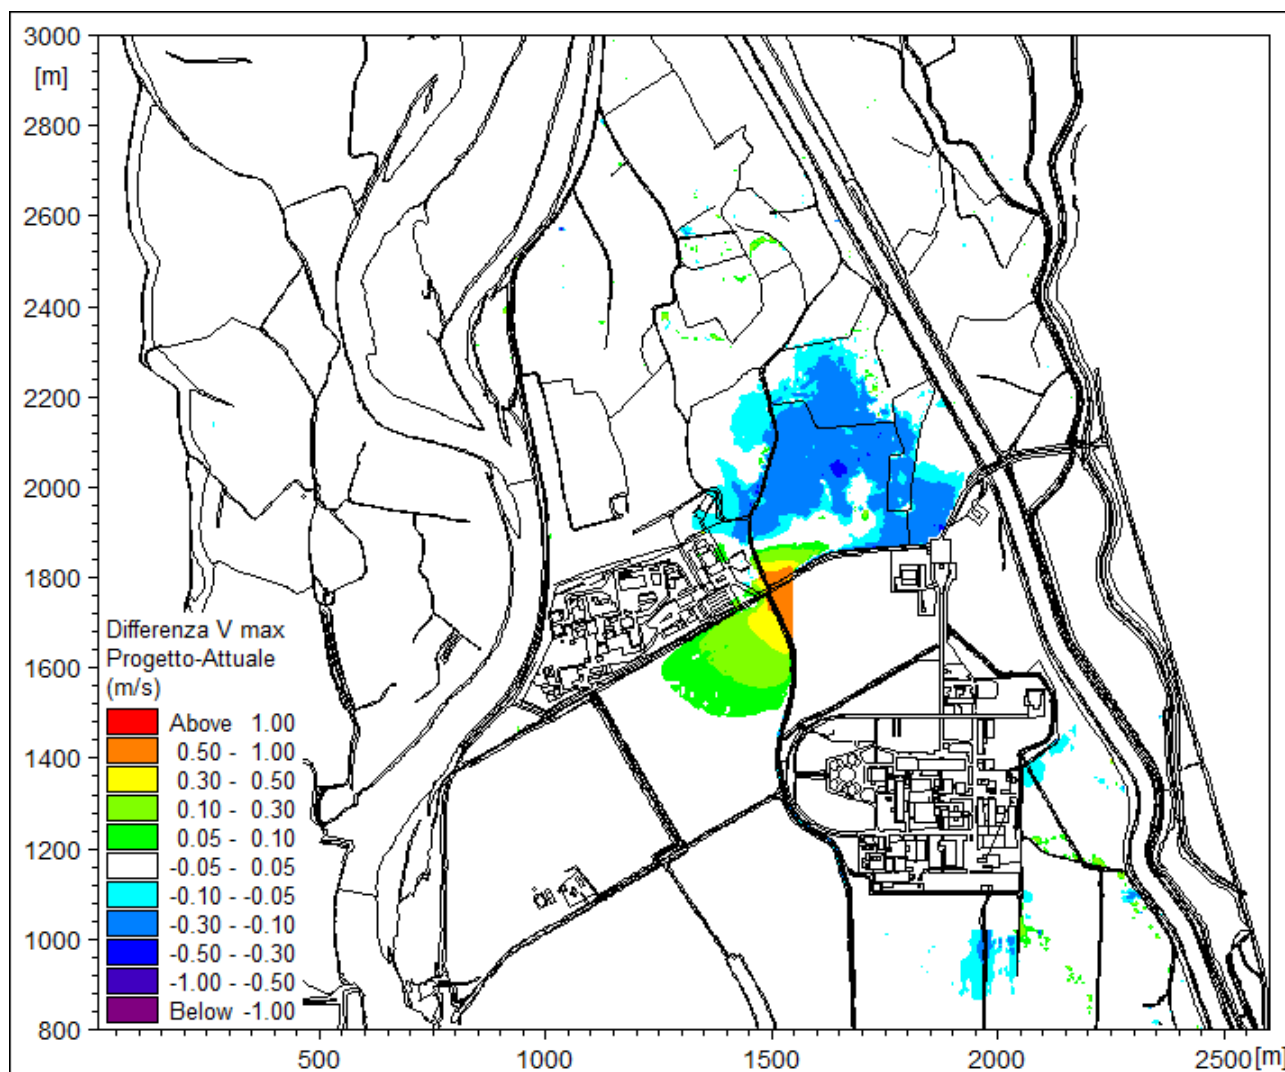 3000
[m]
2800
2600
2400
2200
2000
1800
1600
1400
1200
1000
800
Differenza V max
Progetto-Attuale
(m/s)
Above 1.00
0.50 - 1.00
0.30 - 0.50
0.10 - 0.30
0.05 - 0.10
-0.05 - 0.05
-0.10 - -0.05
-0.30 - -0.10
-0.50 - -0.30
-1.00 - -0.50
Below -1.00
500 1000 1500 2000 2500 [m]